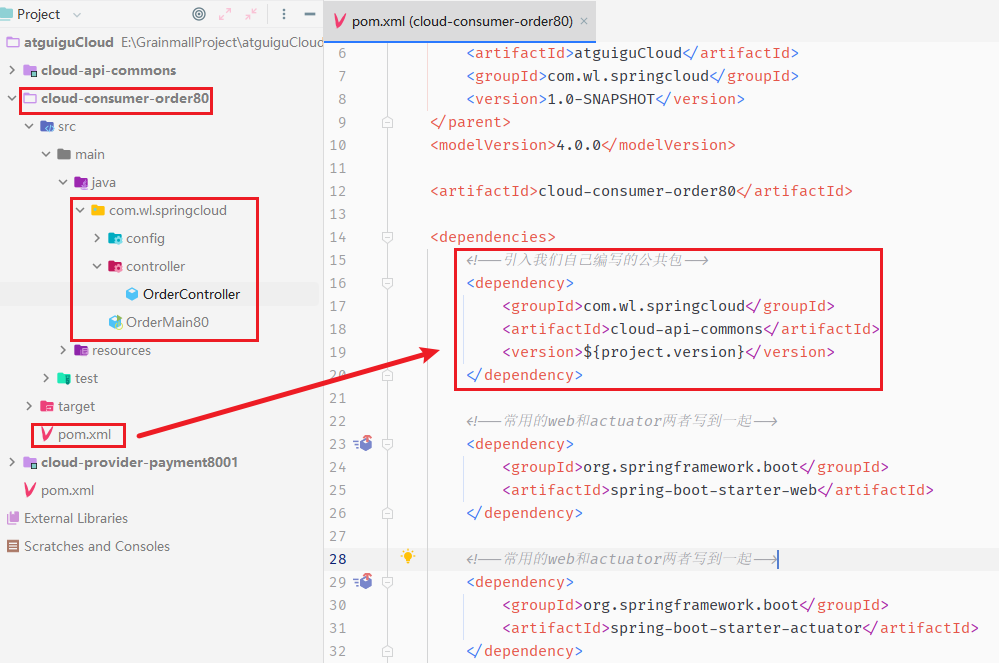 Project
atguiguCloud E:\GrainmallProject\atguiguCloud
cloud-api-commons
cloud-consumer-order80
src
main
java
com.wl.springcloud
config
controller
OrderController
OrderMain80
resources
test
target
pom.xml
cloud-provider-payment8001
pom.xml
External Libraries
Scratches and Consoles
pom.xml (cloud-consumer-order80)
6 <artifactId>atguiguCloud</artifactId>
7 <groupId>com.wl.springcloud</groupId>
8 <version>1.0-SNAPSHOT</version>
9 </parent>
10 <modelVersion>4.0.0</modelVersion>
11
12 <artifactId>cloud-consumer-order80</artifactId>
13
14 <dependencies>
15 <!--引入我们自己编写的公共包-->
16 <dependency>
17 <groupId>com.wl.springcloud</groupId>
18 <artifactId>cloud-api-commons</artifactId>
19 <version>${project.version}</version>
20 </dependency>
21
22 <!--常用的web和actuator两者写到一起-->
23 <dependency>
24 <groupId>org.springframework.boot</groupId>
25 <artifactId>spring-boot-starter-web</artifactId>
26 </dependency>
27
28 <!--常用的web和actuator两者写到一起-->
29 <dependency>
30 <groupId>org.springframework.boot</groupId>
31 <artifactId>spring-boot-starter-actuator</artifactId>
32 </dependency>